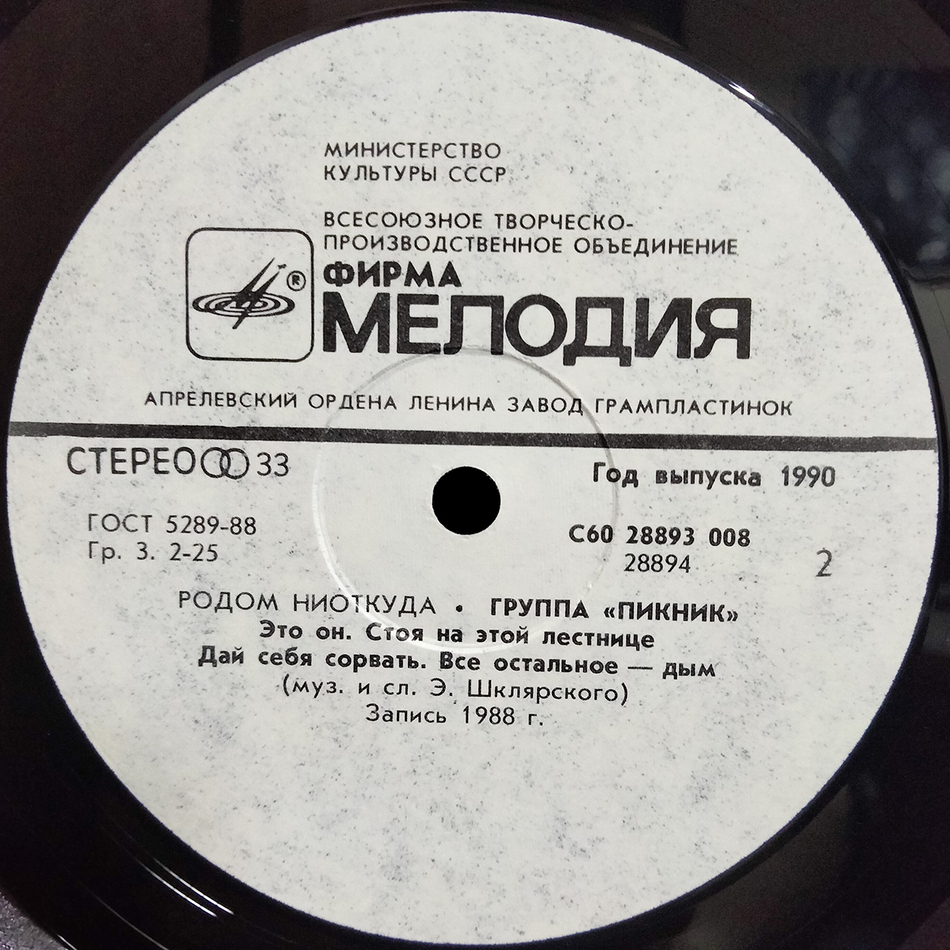 МИНИСТЕРСТВО
КУЛЬТУРЫ СССР
ВСЕСОЮЗНОЕ ТВОРЧЕСКО-
ПРОИЗВОДСТВЕННОЕ ОБЪЕДИНЕНИЕ
®
ФИРМА
МЕЛОДИЯ
АПРЕЛЕВСКИЙ ОРДЕНА ЛЕНИНА ЗАВОД ГРАМПЛАСТИНОК
СТЕРЕО 33
Год выпуска 1990
ГОСТ 5289-88
Гр. 3. 2-25
С60 28893 008
28894
2
РОДОМ НИОТКУДА • ГРУППА «ПИКНИК»
Это он. Стоя на этой лестнице
Дай себя сорвать. Все остальное — дым
(муз. и сл. Э. Шклярского)
Запись 1988 г.